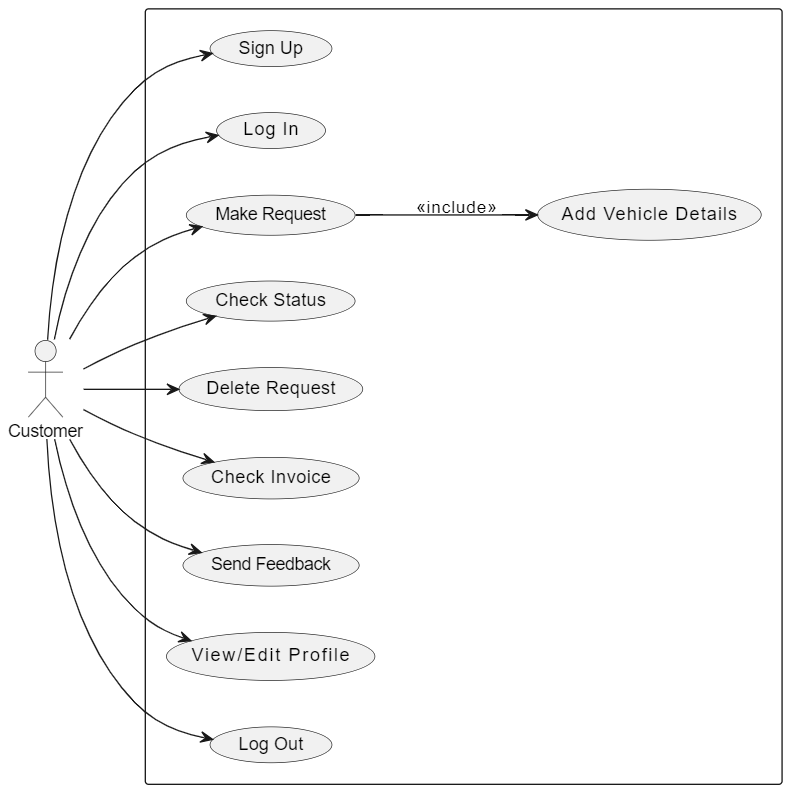 Sign Up
Log In
Make Request
«include»
Add Vehicle Details
Check Status
Delete Request
Customer
Check Invoice
Send Feedback
View/Edit Profile
Log Out